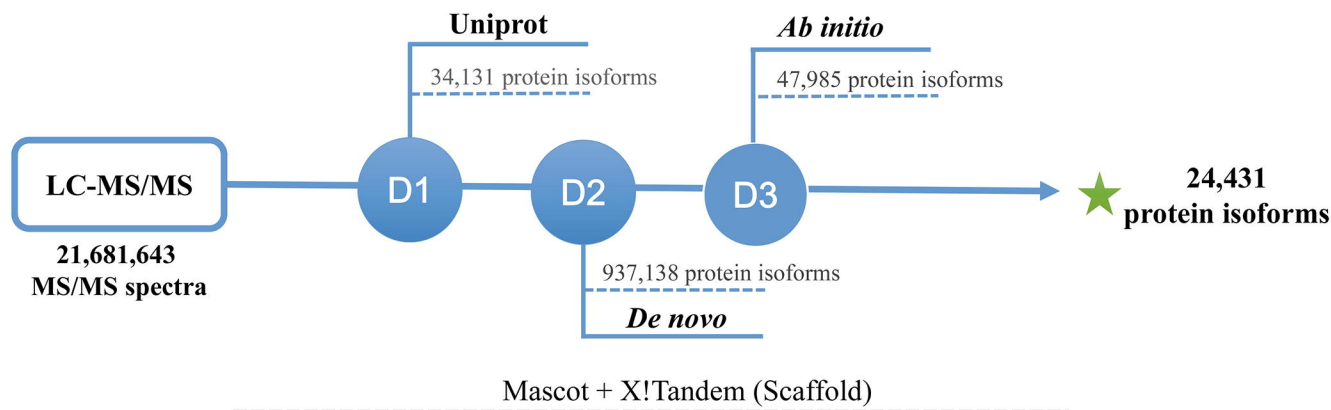 Uniprot
34,131 protein isoforms
Ab initio
47,985 protein isoforms
LC-MS/MS
21,681,643
MS/MS spectra
D1
D2
D3
24,431
protein isoforms
937,138 protein isoforms
De novo
Mascot + X!Tandem (Scaffold)